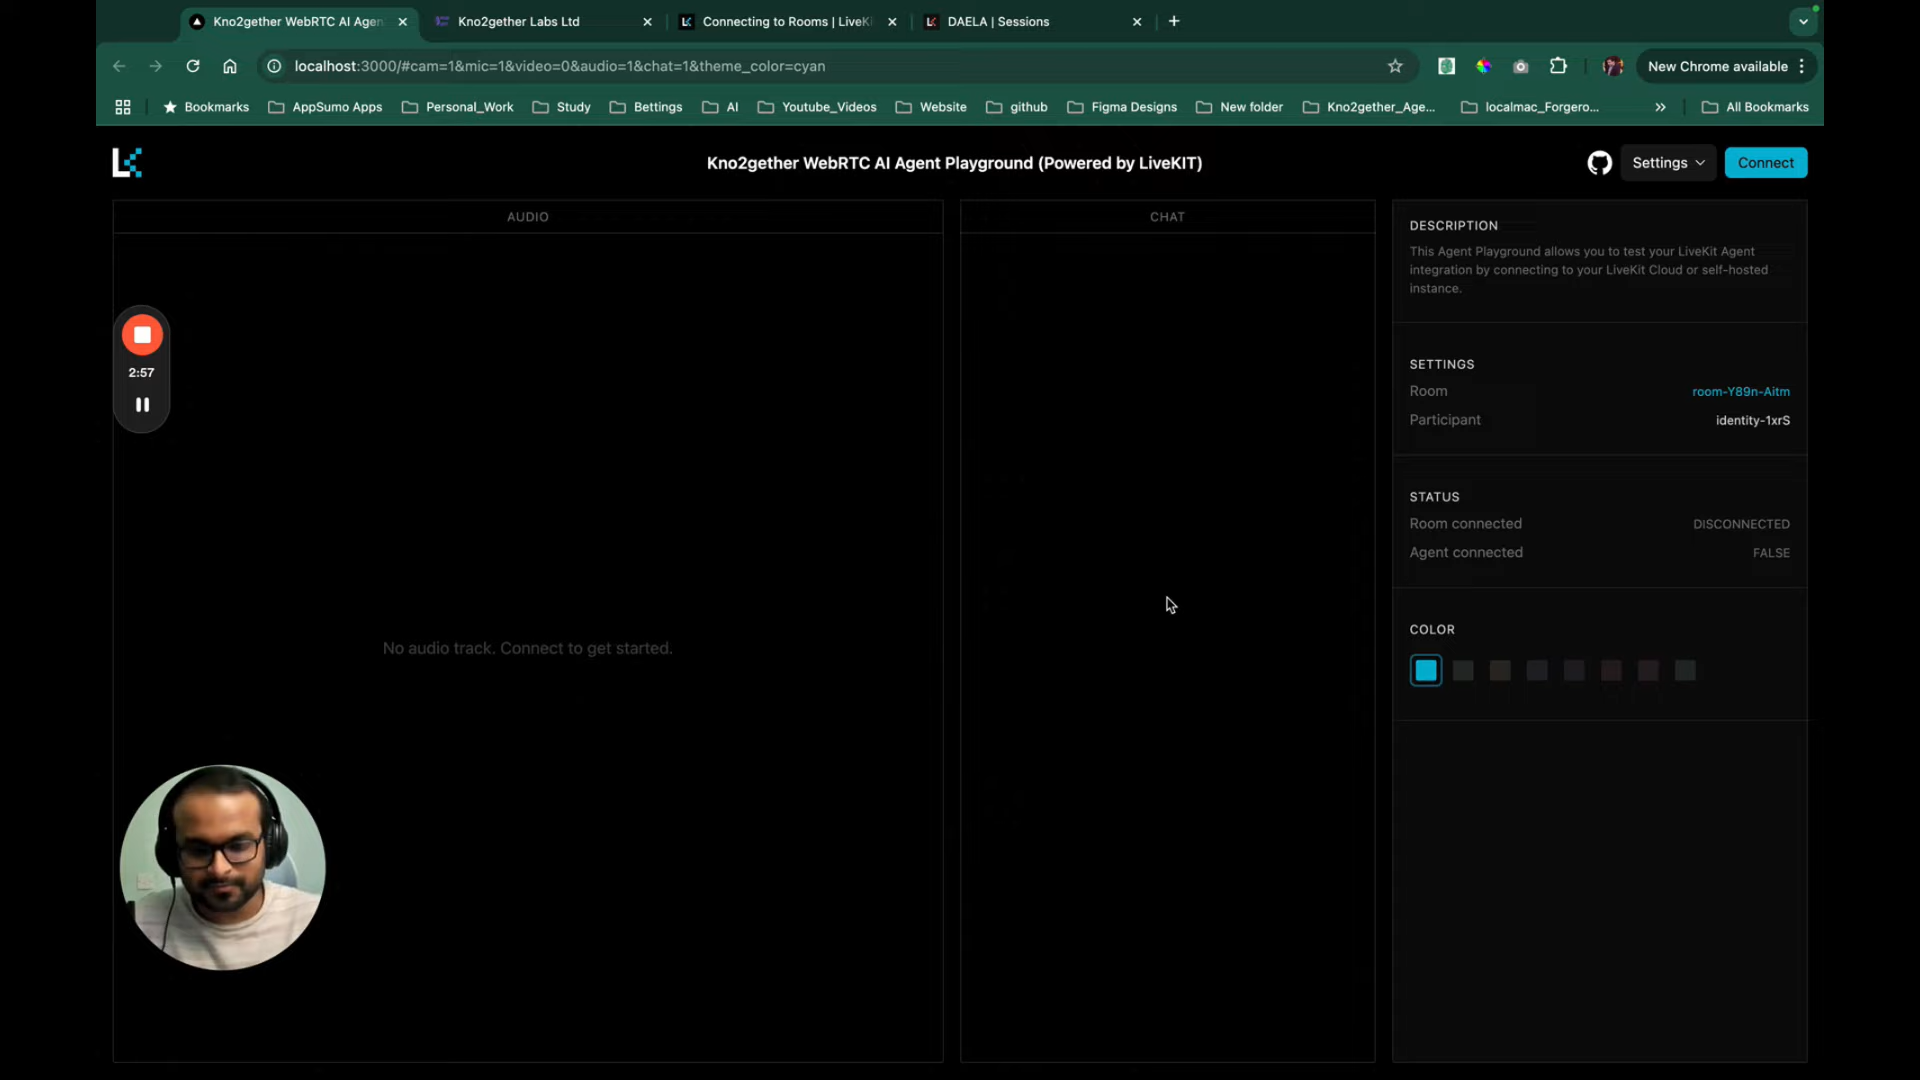 Kno2gether WebRTC AI Agen
Kno2gether Labs Ltd
Connecting to Rooms | LiveKi
DAELA | Sessions
localhost:3000/#cam=1&mic=1&video=0&audio=1&chat=1&theme_color=cyan
New Chrome available
Bookmarks
AppSumo Apps
Personal_Work
Study
Bettings
AI
Youtube_Videos
Website
github
Figma Designs
New folder
Kno2gether_Age...
localmac_Forgero...
All Bookmarks
Kno2gether WebRTC AI Agent Playground (Powered by LiveKIT)
Settings
Connect
AUDIO
No audio track. Connect to get started.
2:57
CHAT
DESCRIPTION
This Agent Playground allows you to test your LiveKit Agent
integration by connecting to your LiveKit Cloud or self-hosted
instance.
SETTINGS
Room room-Y89n-Aitm
Participant identity-1xrS
STATUS
Room connected DISCONNECTED
Agent connected FALSE
COLOR